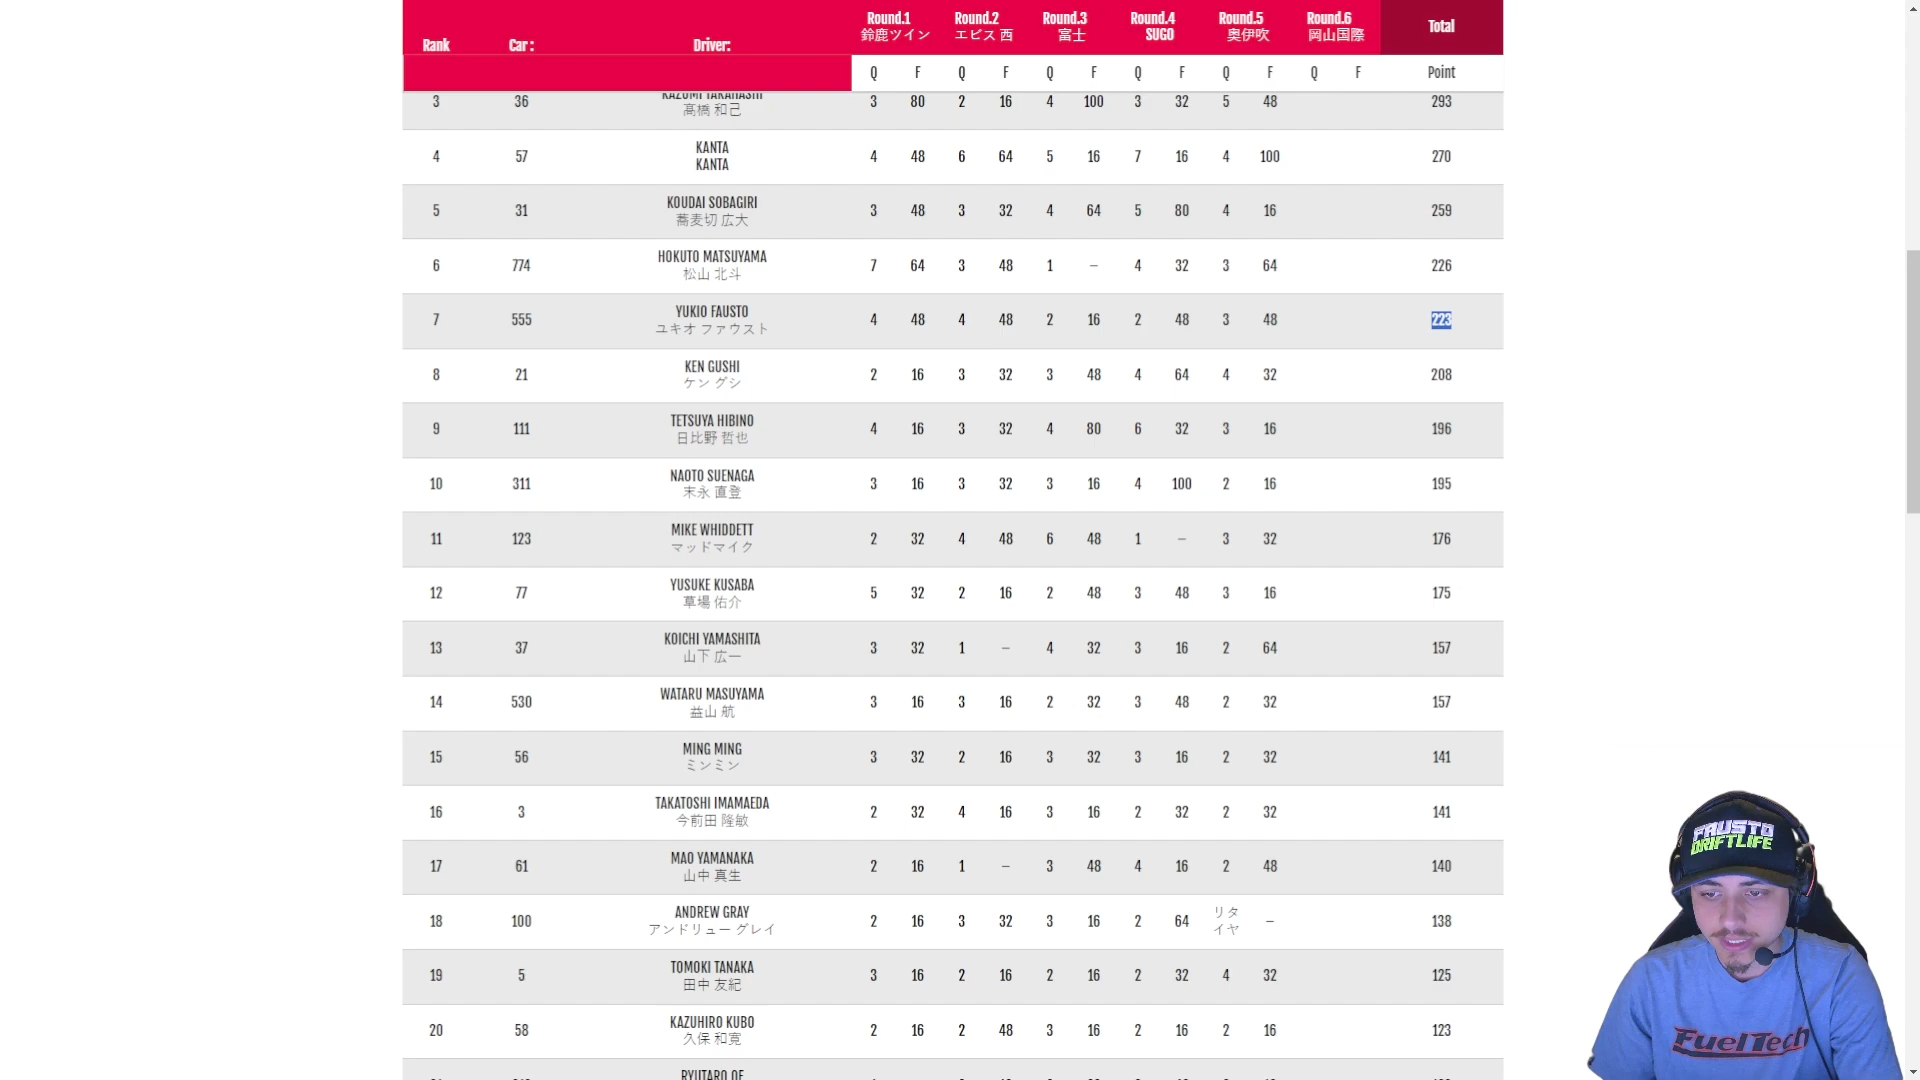 Rank Car : Driver: Round.1 Round.2 Round.3 Round.4 Round.5 Round.6 Total
鈴鹿ツイン エビス 西 富士 SUGO 奥伊吹 岡山国際
Q F Q F Q F Q F Q F Q F Point
3 36 KAZUMI TAKAHASHI 3 80 2 16 4 100 3 32 5 48 293
髙橋 和己
4 57 KANTA 4 48 6 64 5 16 7 16 4 100 270
KANTA
5 31 KOUDAI SOBAGIRI 3 48 3 32 4 64 5 80 4 16 259
蕎麦切 広大
6 774 HOKUTO MATSUYAMA 7 64 3 48 1 – 4 32 3 64 226
松山 北斗
7 555 YUKIO FAUSTO 4 48 4 48 2 16 2 48 3 48 223
ユキオ ファウスト
8 21 KEN GUSHI 2 16 3 32 3 48 4 64 4 32 208
ケン グシ
9 111 TETSUYA HIBINO 4 16 3 32 4 80 6 32 3 16 196
日比野 哲也
10 311 NAOTO SUENAGA 3 16 3 32 3 16 4 100 2 16 195
末永 直登
11 123 MIKE WHIDDETT 2 32 4 48 6 48 1 – 3 32 176
マッドマイク
12 77 YUSUKE KUSABA 5 32 2 16 2 48 3 48 3 16 175
草場 佑介
13 37 KOICHI YAMASHITA 3 32 1 – 4 32 3 16 2 64 157
山下 広一
14 530 WATARU MASUYAMA 3 16 3 16 2 32 3 48 2 32 157
益山 航
15 56 MING MING 3 32 2 16 3 32 3 16 2 32 141
ミンミン
16 3 TAKATOSHI IMAMAEDA 2 32 4 16 3 16 2 32 2 32 141
今前田 隆敏
17 61 MAO YAMANAKA 2 16 1 – 3 48 4 16 2 48 140
山中 真生
18 100 ANDREW GRAY 2 16 3 32 3 16 2 64 リタイヤ – 138
アンドリュー グレイ
19 5 TOMOKI TANAKA 3 16 2 16 2 16 2 32 4 32 125
田中 友紀
20 58 KAZUHIRO KUBO 2 16 2 48 3 16 2 16 2 16 123
久保 和寛
RYUTARO OE
FAUSTO
DRIFTLIFE
FuelTech